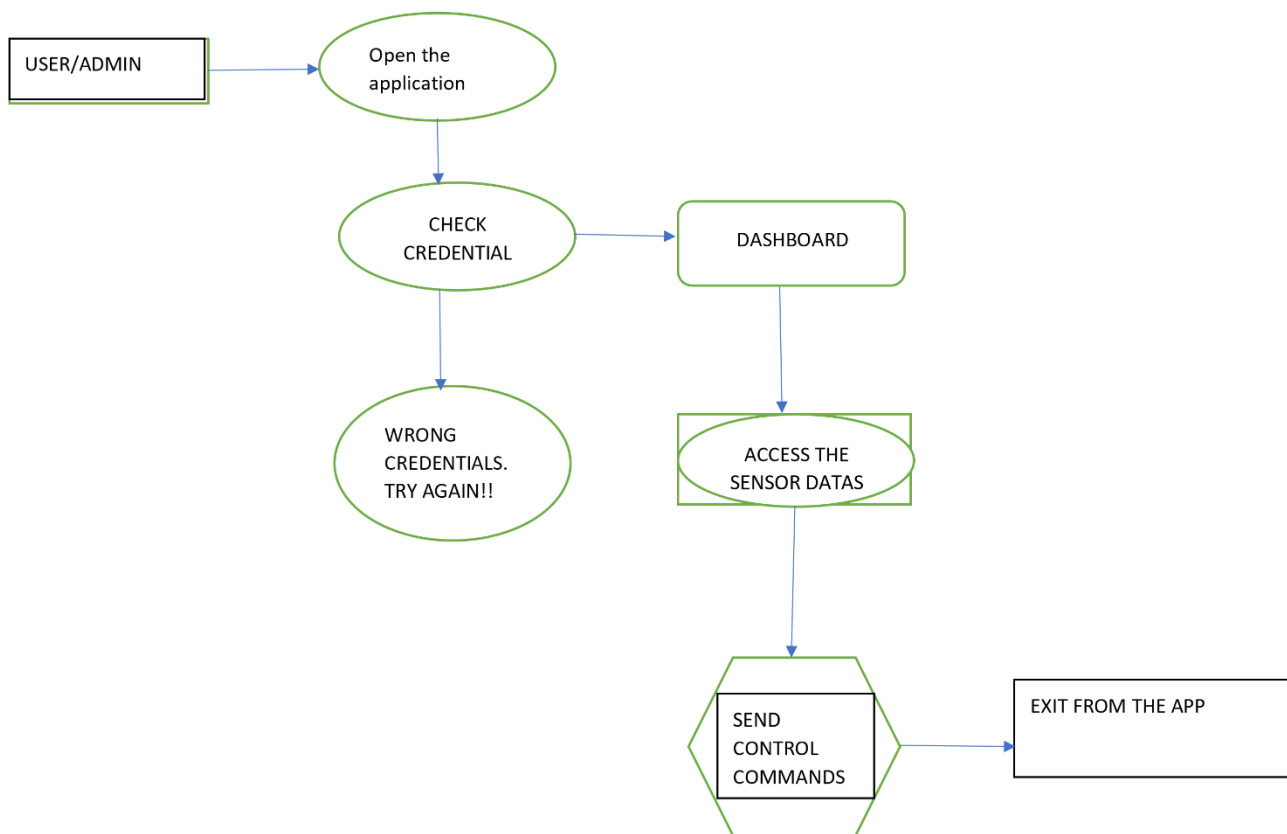 USER/ADMIN
Open the
application
CHECK
CREDENTIAL
DASHBOARD
WRONG
CREDENTIALS.
TRY AGAIN!!
ACCESS THE
SENSOR DATAS
SEND
CONTROL
COMMANDS
EXIT FROM THE APP